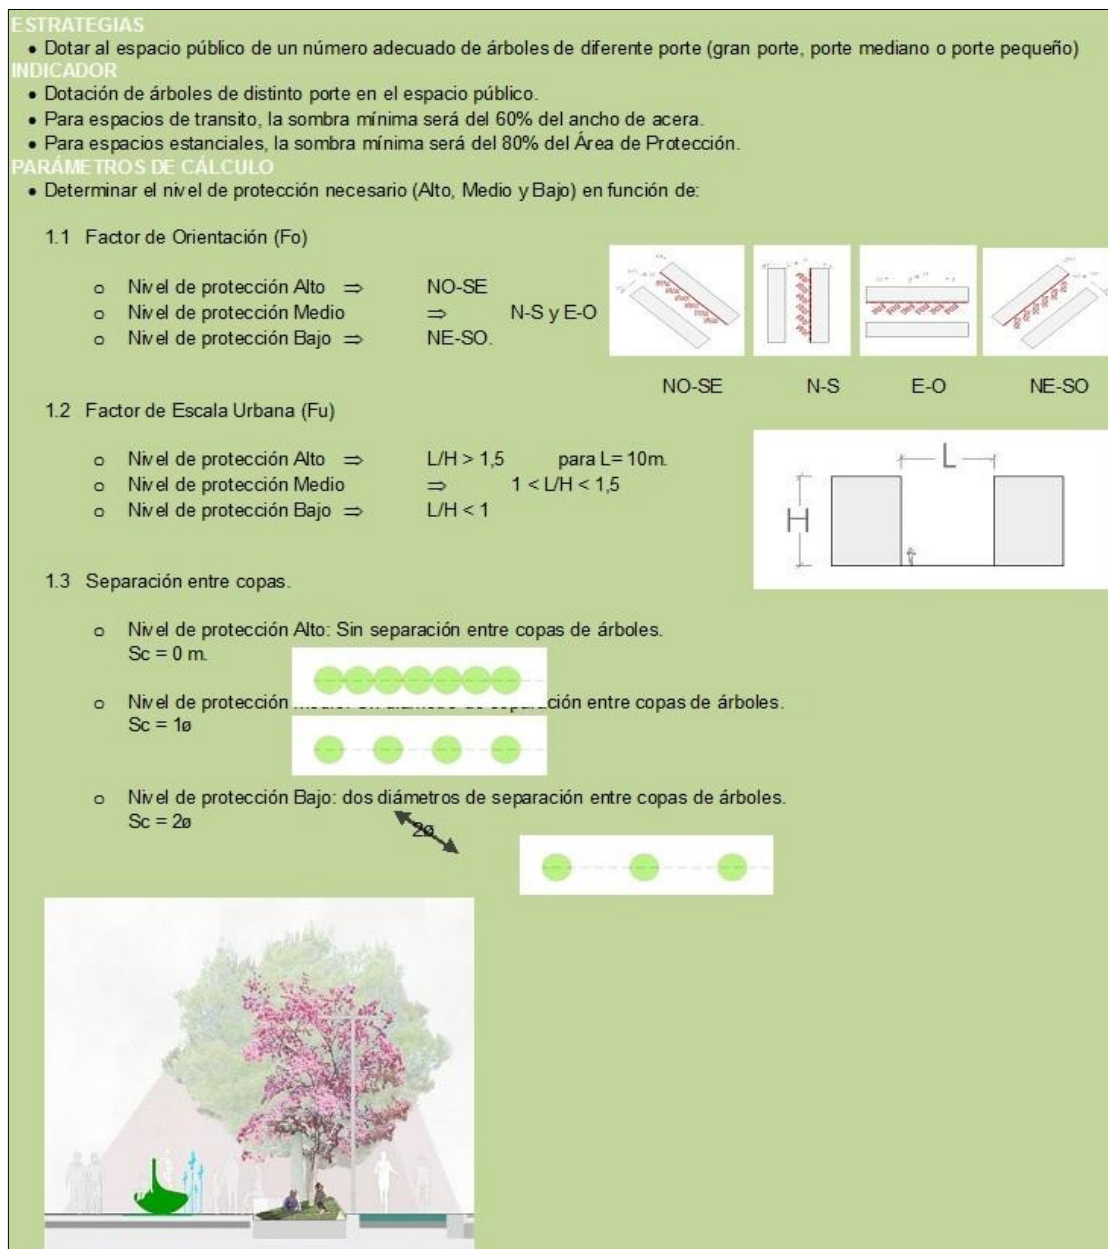 ESTRATEGIAS
• Dotar al espacio público de un número adecuado de árboles de diferente porte (gran porte, porte mediano o porte pequeño)
INDICADOR
• Dotación de árboles de distinto porte en el espacio público.
• Para espacios de transito, la sombra mínima será del 60% del ancho de acera.
• Para espacios estanciales, la sombra mínima será del 80% del Área de Protección.
PARÁMETROS DE CÁLCULO
• Determinar el nivel de protección necesario (Alto, Medio y Bajo) en función de:
1.1 Factor de Orientación (Fo)
o Nivel de protección Alto ⇒ NO-SE
o Nivel de protección Medio ⇒ N-S y E-O
o Nivel de protección Bajo ⇒ NE-SO.
NO-SE N-S E-O NE-SO
1.2 Factor de Escala Urbana (Fu)
o Nivel de protección Alto ⇒ L/H > 1,5 para L= 10m.
o Nivel de protección Medio ⇒ 1 < L/H < 1,5
o Nivel de protección Bajo ⇒ L/H < 1
L
H
1.3 Separación entre copas.
o Nivel de protección Alto: Sin separación entre copas de árboles.
Sc = 0 m.
o Nivel de protección entre copas de árboles.
Sc = 1ø
o Nivel de protección Bajo: dos diámetros de separación entre copas de árboles.
Sc = 2ø
2ø